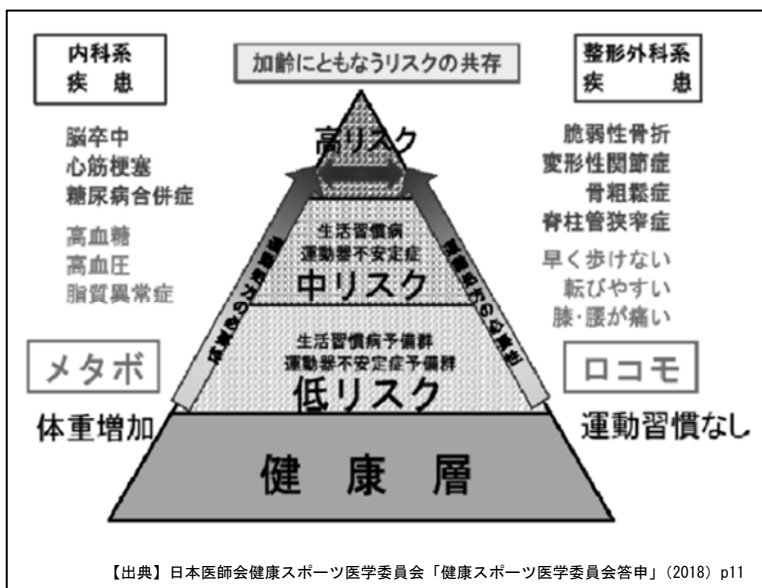 内科系
疾　患
加齢にともなうリスクの共存
整形外科系
疾　　患
脳卒中
心筋梗塞
糖尿病合併症
高血糖
高血圧
脂質異常症
メタボ
体重増加
高リスク
生活習慣病
運動器不安定症
中リスク
生活習慣病予備群
運動器不安定症予備群
低リスク
健　康　層
脆弱性骨折
変形性関節症
骨粗鬆症
脊柱管狭窄症
早く歩けない
転びやすい
膝・腰が痛い
ロコモ
運動習慣なし
【出典】日本医師会健康スポーツ医学委員会「健康スポーツ医学委員会答申」(2018) p11